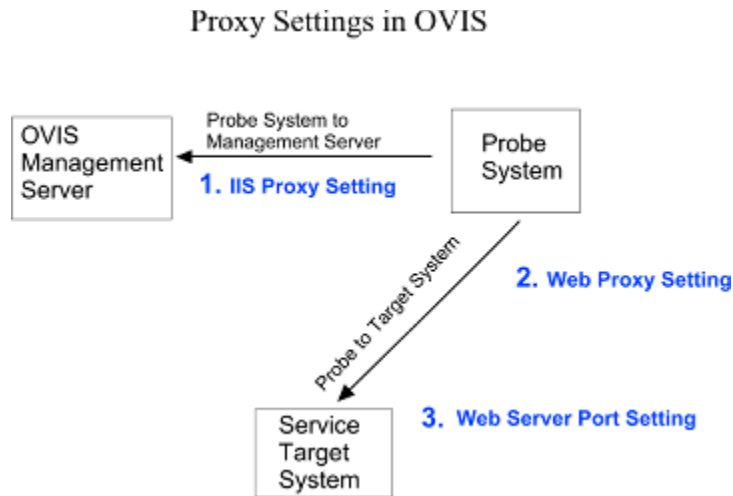 Proxy Settings in OVIS
OVIS
Management
Server
Probe System to
Management Server
1. IIS Proxy Setting
Probe
System
Probe to Target System
2. Web Proxy Setting
3. Web Server Port Setting
Service
Target
System